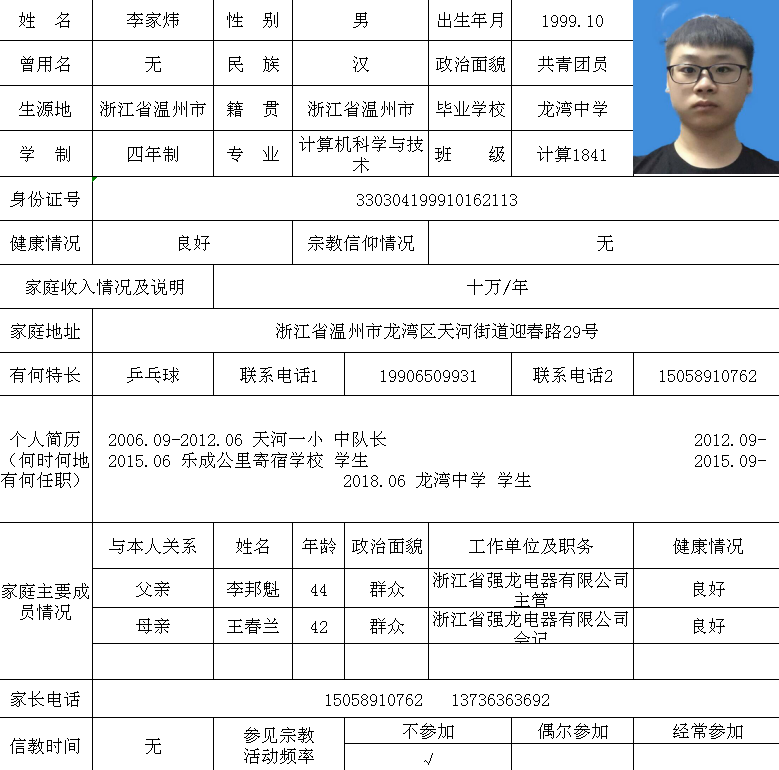 姓 名 李家炜 性 别 男 出生年月 1999.10
曾用名 无 民 族 汉 政治面貌 共青团员
生源地 浙江省温州市 籍 贯 浙江省温州市 毕业学校 龙湾中学
学 制 四年制 专 业 计算机科学与技术 班 级 计算1841
身份证号 330304199910162113
健康情况 良好 宗教信仰情况 无
家庭收入情况及说明 十万/年
家庭地址 浙江省温州市龙湾区天河街道迎春路29号
有何特长 乒乓球 联系电话1 19906509931 联系电话2 15058910762
个人简历
（何时何地
有何任职）
2006.09-2012.06 天河一小 中队长 2012.09-
2015.06 乐成公里寄宿学校 学生 2015.09-
2018.06 龙湾中学 学生
家庭主要成
员情况
与本人关系 姓名 年龄 政治面貌 工作单位及职务 健康情况
父亲 李邦魁 44 群众 浙江省强龙电器有限公司主管 良好
母亲 王春兰 42 群众 浙江省强龙电器有限公司会记 良好
家长电话 15058910762 13736363692
信教时间 无 参见宗教
活动频率
不参加 偶尔参加 经常参加
√